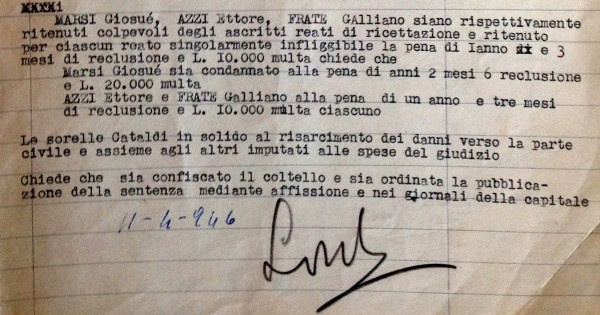 XXXXi
MARSI Giosué, AZZI Ettore, FRATE Galliano siano rispettivamente
ritenuti colpevoli degli ascritti reati di ricettazione e ritenuto
per ciascun reato singolarmente infliggibile la pena di Ianno di e 3
mesi di reclusione e L. I0.000 multa chiede che
Marsi Giosué sia condannato alla pena di anni 2 mesi 6 reclusione
e L. 20.000 multa
AZZI Ettore e FRATE Galliano alla pena di un anno e tre mesi
di reclusione e L. I0.000 multa ciascuno
Le sorelle Cataldi in solido al risarcimento dei danni verso la parte
civile e assieme agli altri imputati alle spese del giudizio
Chiede che sia confiscato il coltello e sia ordinata la pubblica-
zione della sentenza mediante affissione e nei giornali della capitale
11-4-946